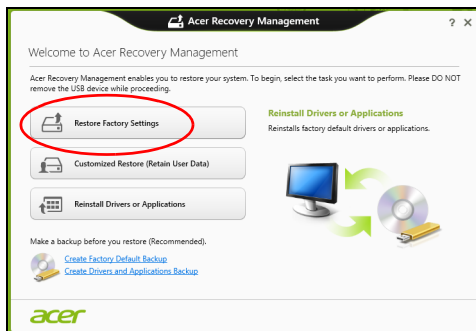 Acer Recovery Management
? ×
Welcome to Acer Recovery Management
Acer Recovery Management enables you to restore your system. To begin, select the task you want to perform. Please DO NOT
remove the USB device while proceeding.
Restore Factory Settings
Customized Restore (Retain User Data)
Reinstall Drivers or Applications
Reinstall Drivers or Applications
Reinstalls factory default drivers or applications.
Make a backup before you restore (Recommended).
Create Factory Default Backup
Create Drivers and Applications Backup
acer